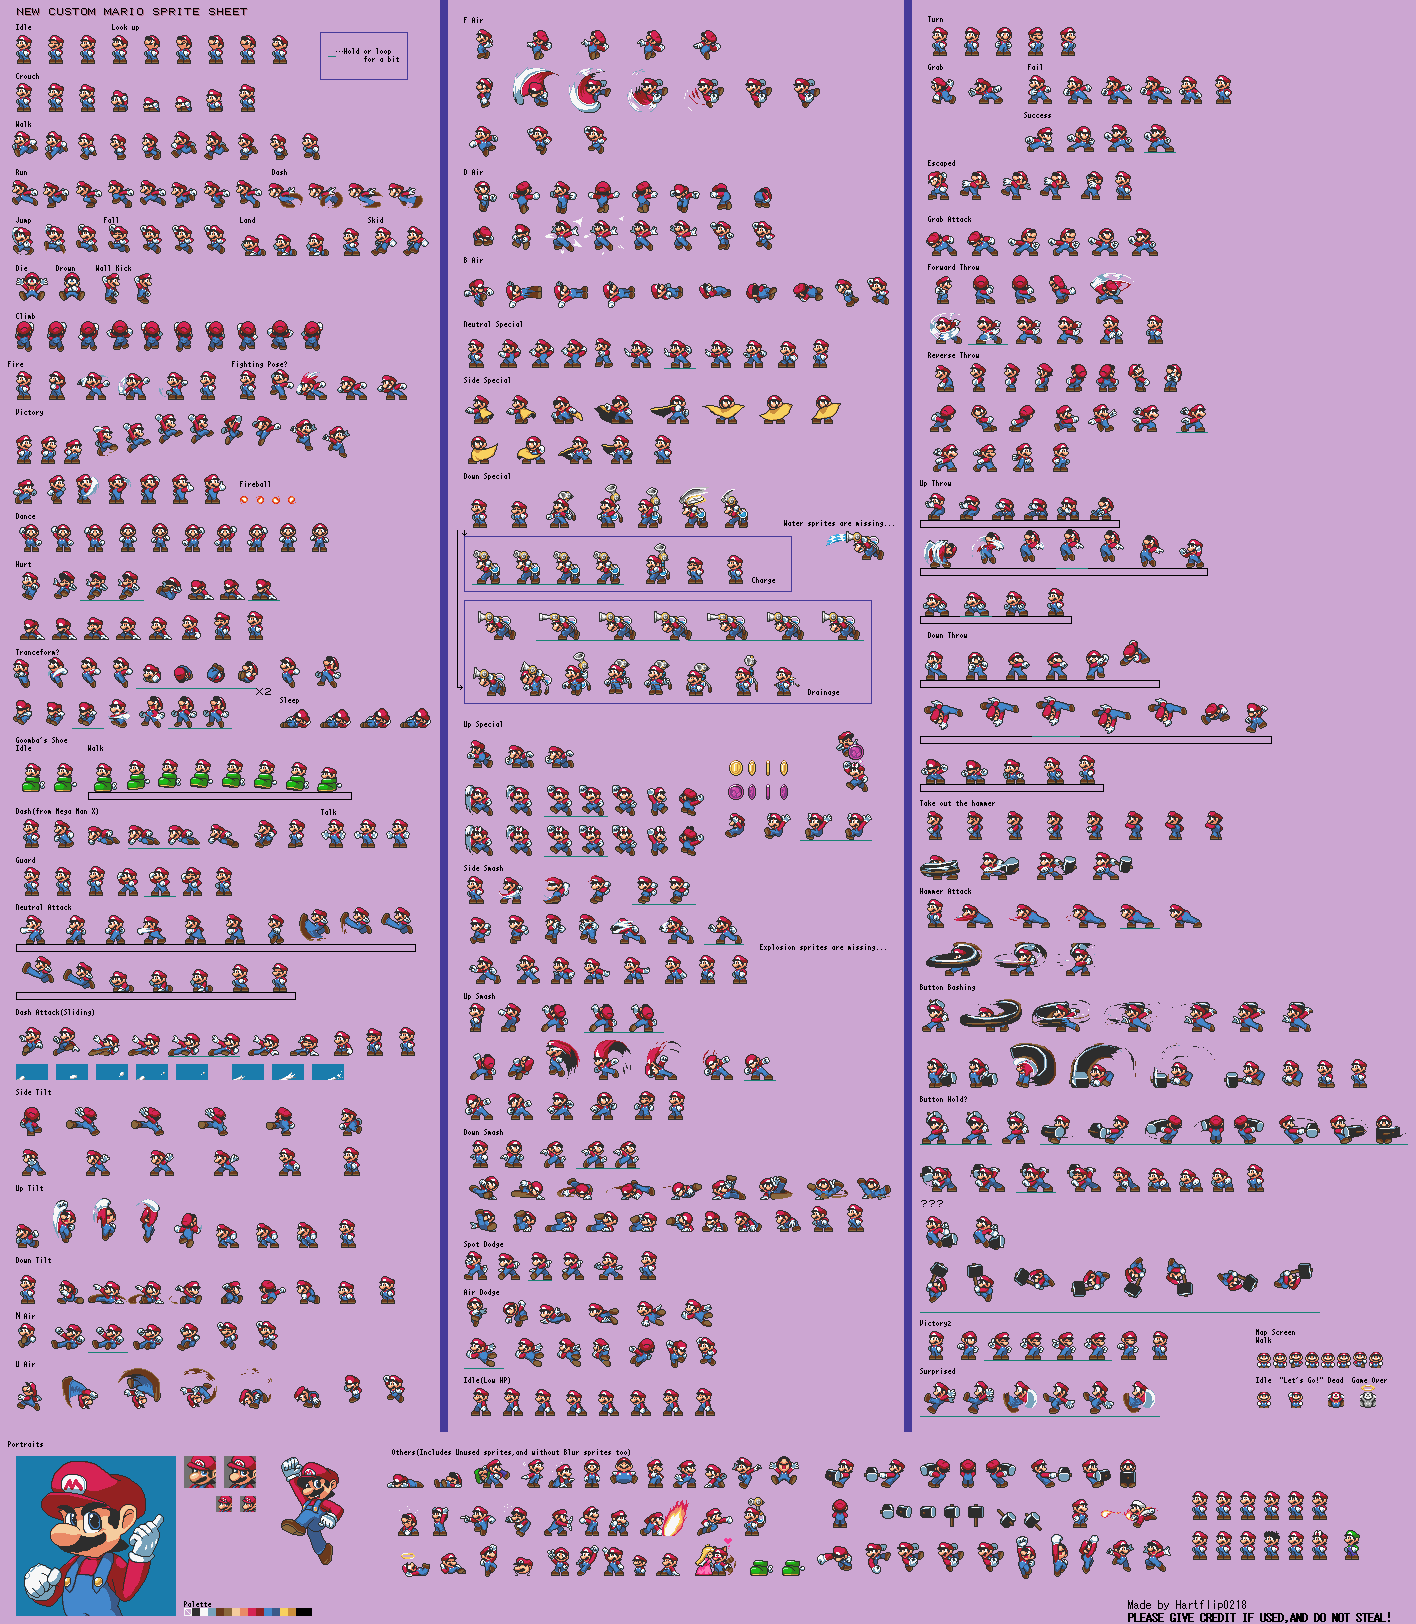 NEW CUSTOM MARIO SPRITE SHEET
Idle
Look up
...Hold or loop
for a bit
Crouch
Walk
Run
Dash
Jump
Fall
Land
Skid
Die
Drown
Wall Kick
Climb
Fire
Fighting Pose?
Victory
Fireball
Dance
Hurt
Tranceform?
X2
Sleep
Goomba's Shoe
Idle
Walk
Dash(from Mega Man X)
Talk
Guard
Neutral Attack
Dash Attack(Sliding)
Side Tilt
Up Tilt
Down Tilt
N Air
U Air
F Air
D Air
B Air
Neutral Special
Side Special
Down Special
Water sprites are missing...
Charge
Drainage
Up Special
Side Smash
Explosion sprites are missing...
Up Smash
Down Smash
Spot Dodge
Air Dodge
Idle(Low HP)
Turn
Grab
Fail
Success
Escaped
Grab Attack
Forward Throw
Reverse Throw
Up Throw
Down Throw
Take out the hammer
Hammer Attack
Button Bashing
Button Hold?
???
Victory2
Surprised
Map Screen
Walk
Idle
"Let's Go!"
Dead
Game Over
Portraits
M
Palette
Others(Includes Unused sprites,and without Blur sprites too)
Made by Hartflip0218
PLEASE GIVE CREDIT IF USED,AND DO NOT STEAL!